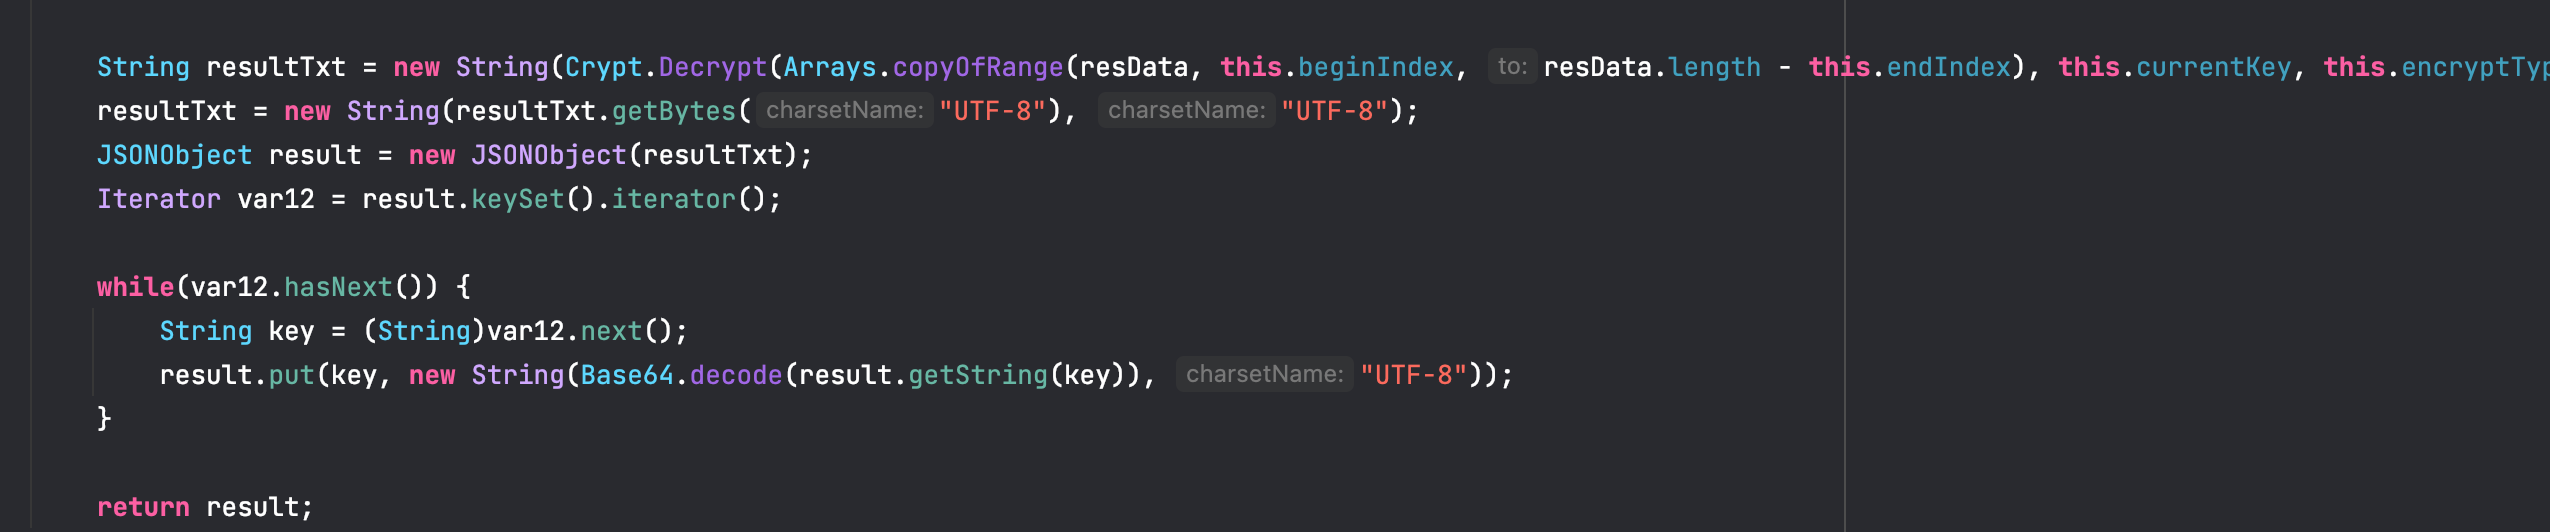 String resultTxt = new String(Crypt.Decrypt(Arrays.copyOfRange(resData, this.beginIndex, to: resData.length - this.endIndex), this.currentKey, this.encryptTyp
resultTxt = new String(resultTxt.getBytes( charsetName: "UTF-8"), charsetName: "UTF-8");
JSONObject result = new JSONObject(resultTxt);
Iterator var12 = result.keySet().iterator();
while(var12.hasNext()) {
    String key = (String)var12.next();
    result.put(key, new String(Base64.decode(result.getString(key)), charsetName: "UTF-8"));
}
return result;